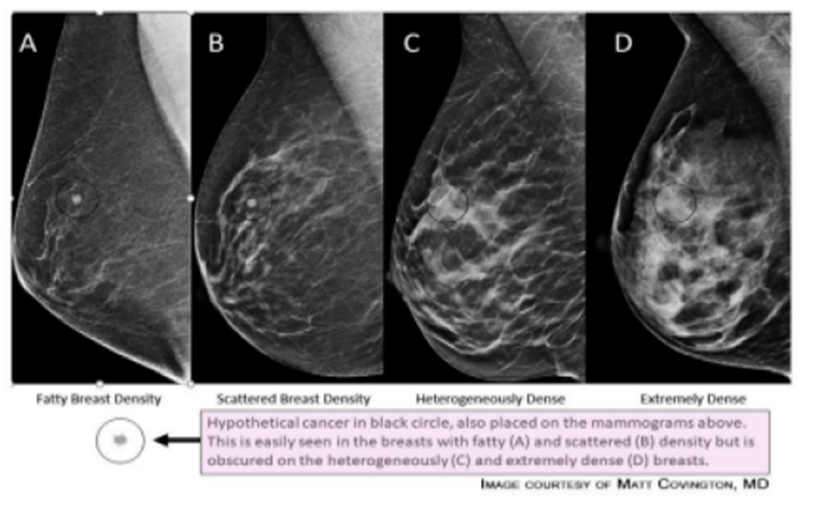 A B C D
Fatty Breast Density Scattered Breast Density Heterogeneously Dense Extremely Dense
Hypothetical cancer in black circle, also placed on the mammograms above.
This is easily seen in the breasts with fatty (A) and scattered (B) density but is
obscured on the heterogeneously (C) and extremely dense (D) breasts.
IMAGE COURTESY OF MATT COVINGTON, MD